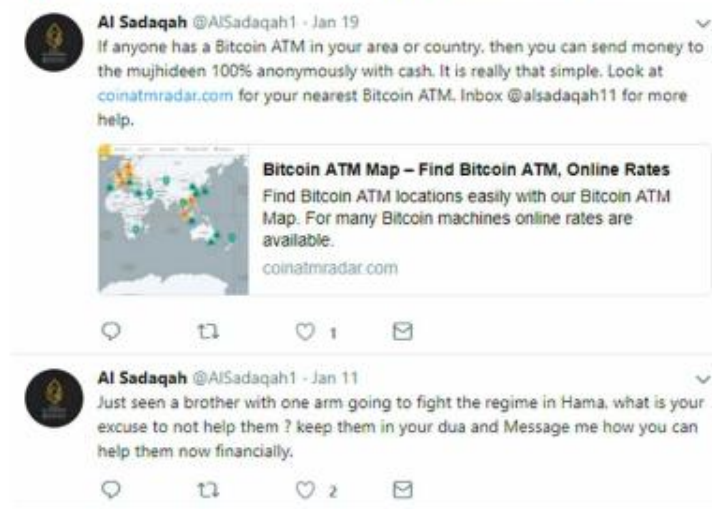 Al Sadaqah @AlSadaqah1 · Jan 19
If anyone has a Bitcoin ATM in your area or country. then you can send money to
the mujhideen 100% anonymously with cash. It is really that simple. Look at
coinatmradar.com for your nearest Bitcoin ATM. Inbox @alsadaqah11 for more
help.
Bitcoin ATM Map – Find Bitcoin ATM, Online Rates
Find Bitcoin ATM locations easily with our Bitcoin ATM
Map. For many Bitcoin machines online rates are
available.
coinatmradar.com
1
Al Sadaqah @AlSadaqah1 · Jan 11
Just seen a brother with one arm going to fight the regime in Hama. what is your
excuse to not help them ? keep them in your dua and Message me how you can
help them now financially.
2